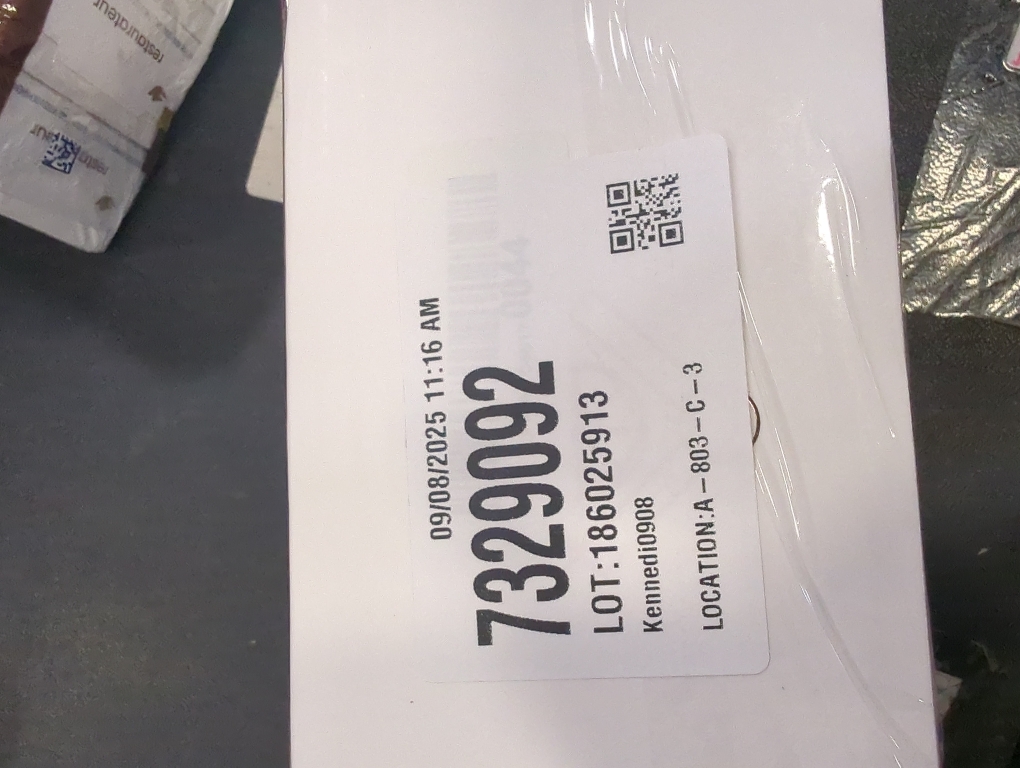 09/08/2025 11:16 AM
7329092
LOT:186025913
Kennedi0908
LOCATION:A-803-C-3
restaurateur